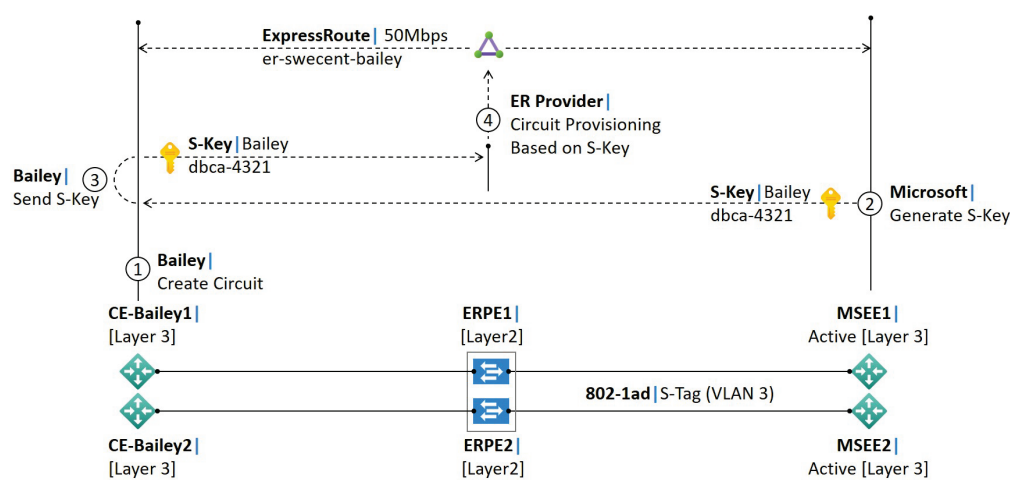 ExpressRoute| 50Mbps
er-swecent-bailey
ER Provider|
4
Circuit Provisioning
Based on S-Key
S-Key|Bailey
dbca-4321
Bailey|
3
Send S-Key
S-Key|Bailey
dbca-4321
2
Microsoft|
Generate S-Key
1
Bailey|
Create Circuit
CE-Bailey1|
[Layer 3]
ERPE1|
[Layer2]
MSEE1|
Active [Layer 3]
802-1ad|S-Tag (VLAN 3)
CE-Bailey2|
[Layer 3]
ERPE2|
[Layer2]
MSEE2|
Active [Layer 3]